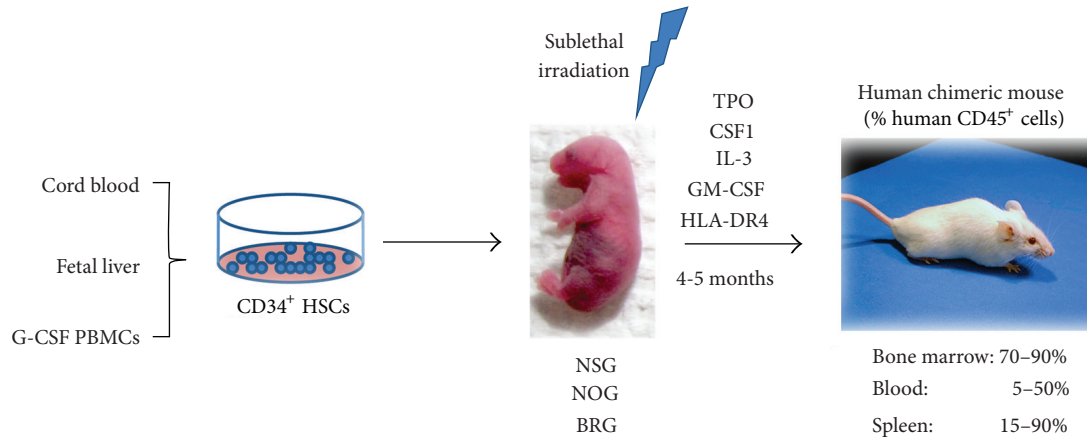 Cord blood
Fetal liver
G-CSF PBMCs
CD34⁺ HSCs
Sublethal
irradiation
NSG
NOG
BRG
TPO
CSF1
IL-3
GM-CSF
HLA-DR4
4-5 months
Human chimeric mouse
(% human CD45⁺ cells)
Bone marrow: 70–90%
Blood: 5–50%
Spleen: 15–90%